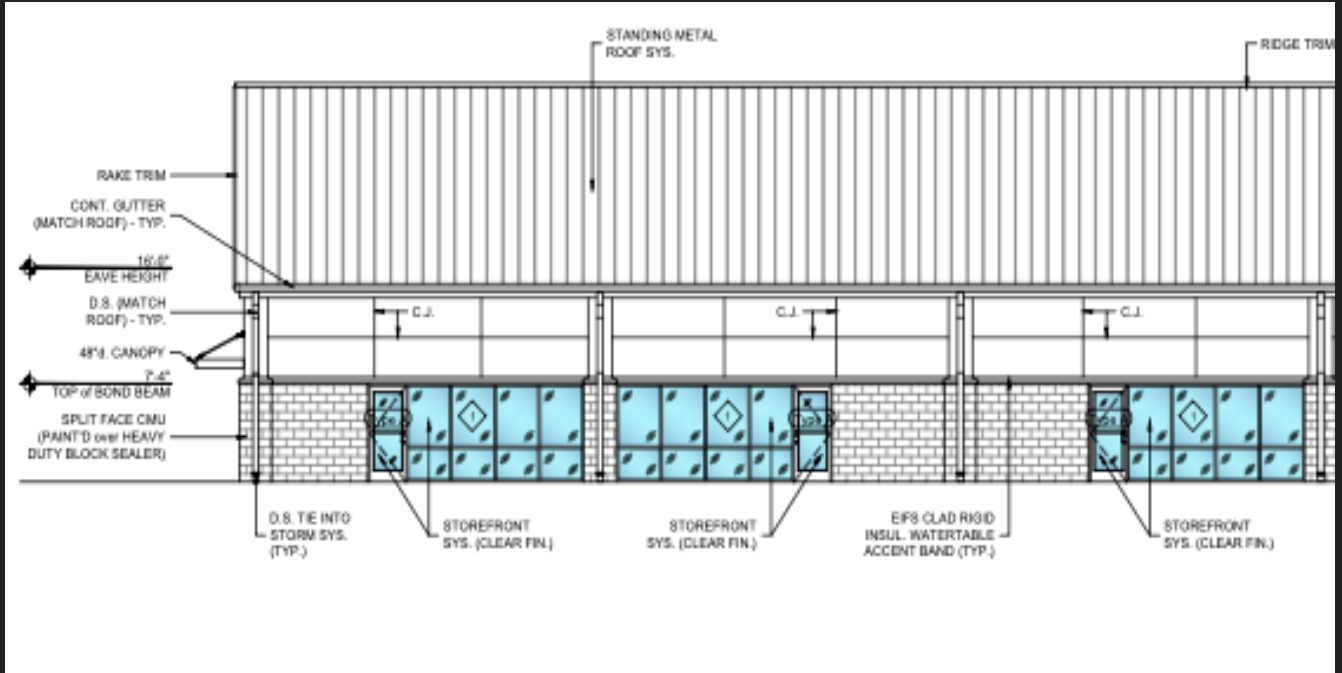 STANDING METAL
ROOF SYS.
RIDGE TRIM
RAKE TRIM
CONT. GUTTER
(MATCH ROOF) - TYP.
16'.0"
EAVE HEIGHT
D.S. (MATCH
ROOF) - TYP.
C.J.
C.J.
C.J.
48"d. CANOPY
7'-4"
TOP of BOND BEAM
SPLIT FACE CMU
(PAINT'D over HEAVY
DUTY BLOCK SEALER)
1
1
1
D.S. TIE INTO
STORM SYS.
(TYP.)
STOREFRONT
SYS. (CLEAR FIN.)
STOREFRONT
SYS. (CLEAR FIN.)
EIFS CLAD RIGID
INSUL. WATERTABLE
ACCENT BAND (TYP.)
STOREFRONT
SYS. (CLEAR FIN.)